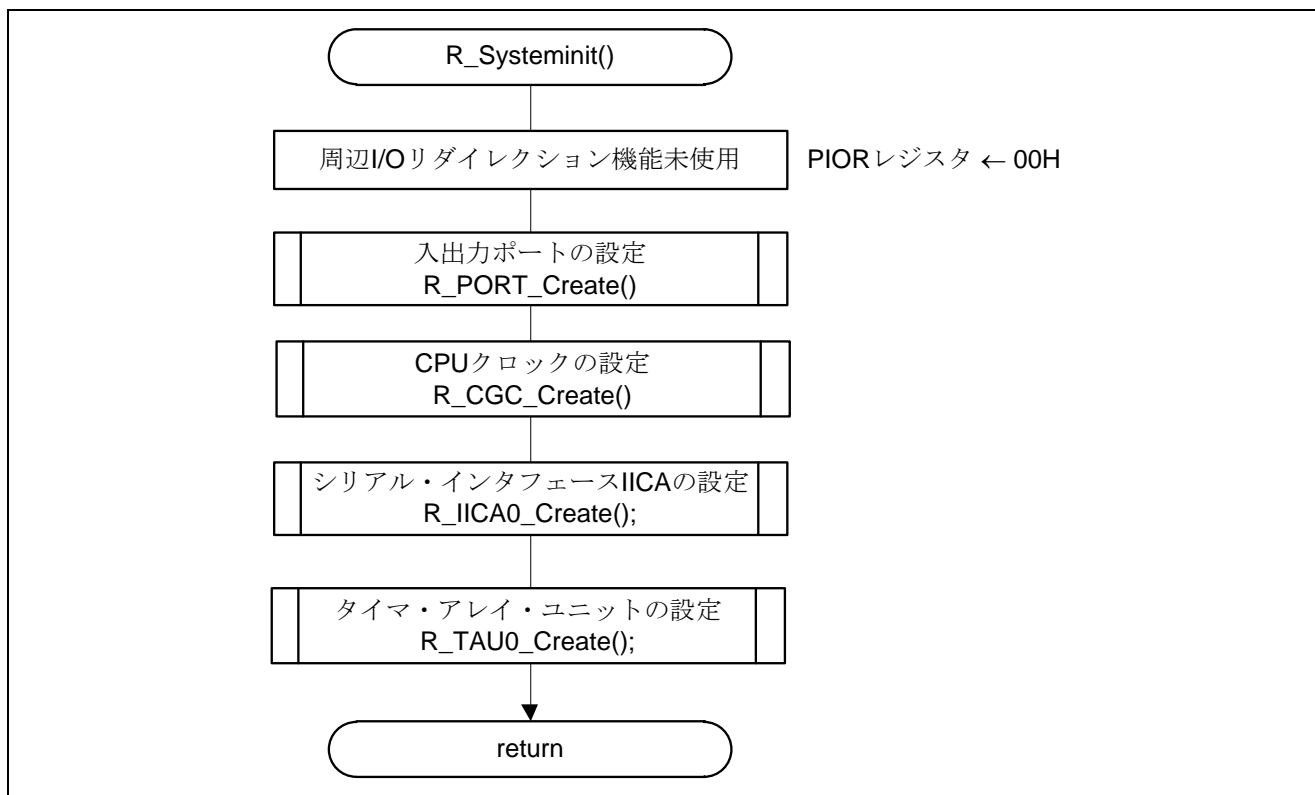 R_Systeminit()
周辺I/Oリダイレクション機能未使用
PIORレジスタ ← 00H
入出力ポートの設定
R_PORT_Create()
CPUクロックの設定
R_CGC_Create()
シリアル・インタフェースIICAの設定
R_IICA0_Create();
タイマ・アレイ・ユニットの設定
R_TAU0_Create();
return